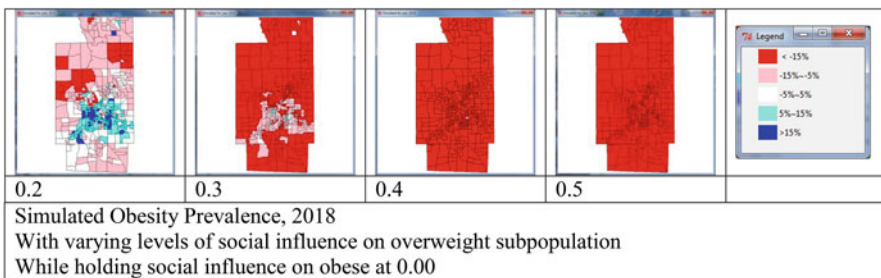 Legend
< -15%
-15%~-5%
-5%~5%
5%~15%
>15%
0.2
0.3
0.4
0.5
Simulated Obesity Prevalence, 2018
With varying levels of social influence on overweight subpopulation
While holding social influence on obese at 0.00